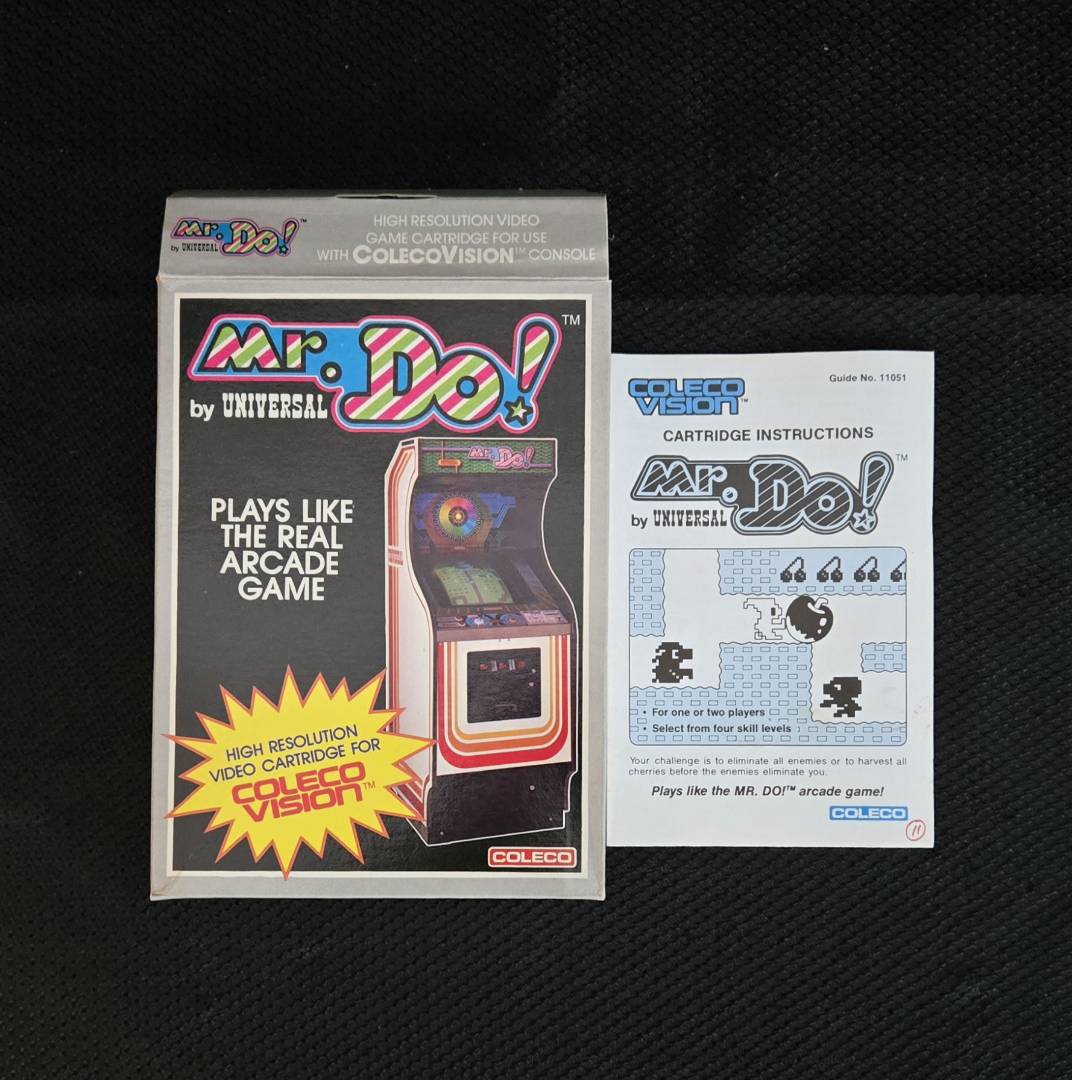 Mr. Do!™
by UNIVERSAL
HIGH RESOLUTION VIDEO
GAME CARTRIDGE FOR USE
WITH COLECOVISION™ CONSOLE
Mr. Do!™
by UNIVERSAL
Mr. Do!
PLAYS LIKE
THE REAL
ARCADE
GAME
HIGH RESOLUTION
VIDEO CARTRIDGE FOR
COLECO
VISION™
COLECO
COLECO
VISION™
Guide No. 11051
CARTRIDGE INSTRUCTIONS
Mr. Do!™
by UNIVERSAL
• For one or two players
• Select from four skill levels
Your challenge is to eliminate all enemies or to harvest all
cherries before the enemies eliminate you.
Plays like the MR. DO!™ arcade game!
COLECO
11